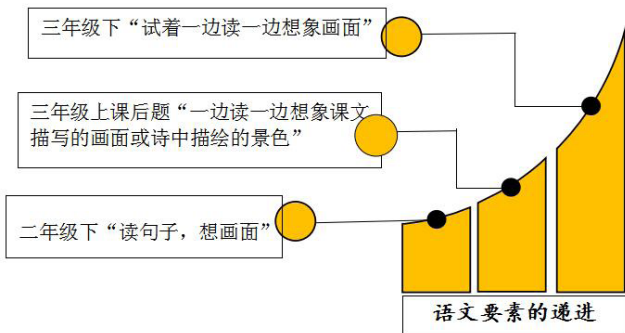 三年级下“试着一边读一边想象画面”
三年级上课后题“一边读一边想象课文
描写的画面或诗中描绘的景色”
二年级下“读句子，想画面”
语文要素的递进